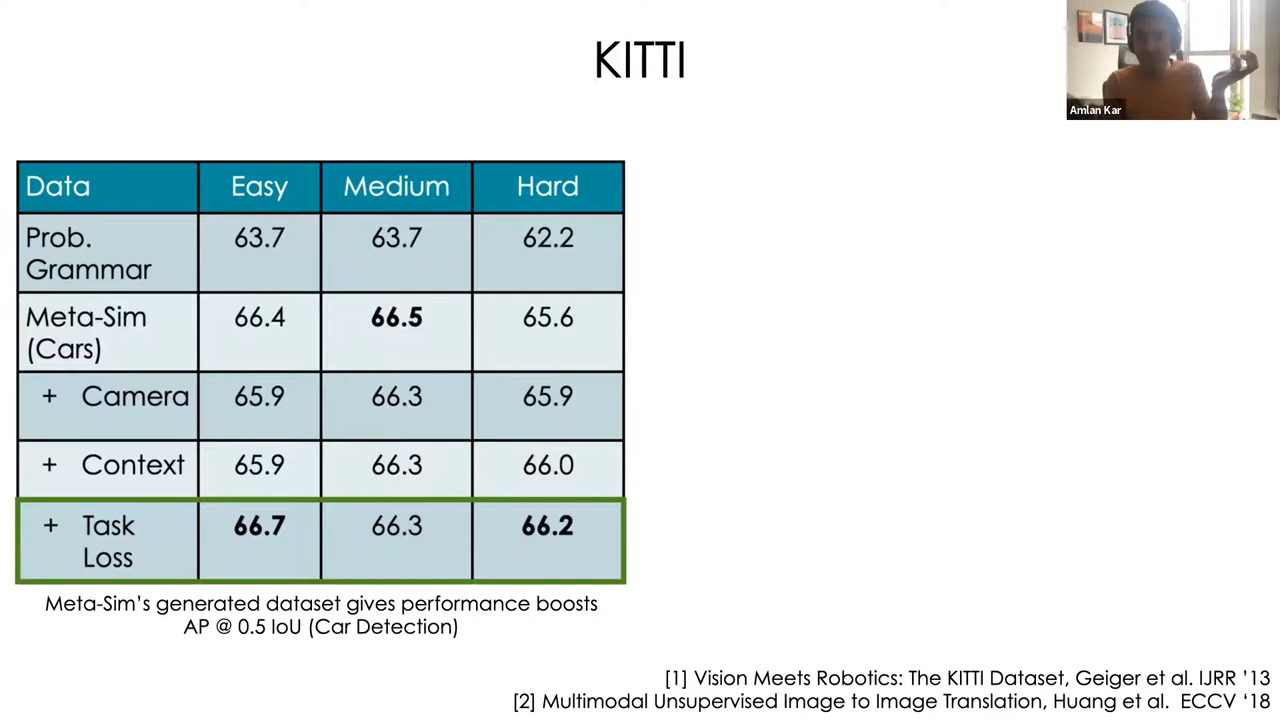 KITTI
Amlan Kar
Data Easy Medium Hard
Prob. Grammar 63.7 63.7 62.2
Meta-Sim (Cars) 66.4 66.5 65.6
+ Camera 65.9 66.3 65.9
+ Context 65.9 66.3 66.0
+ Task Loss 66.7 66.3 66.2
Meta-Sim's generated dataset gives performance boosts
AP @ 0.5 IoU (Car Detection)
[1] Vision Meets Robotics: The KITTI Dataset, Geiger et al. IJRR '13
[2] Multimodal Unsupervised Image to Image Translation, Huang et al. ECCV '18